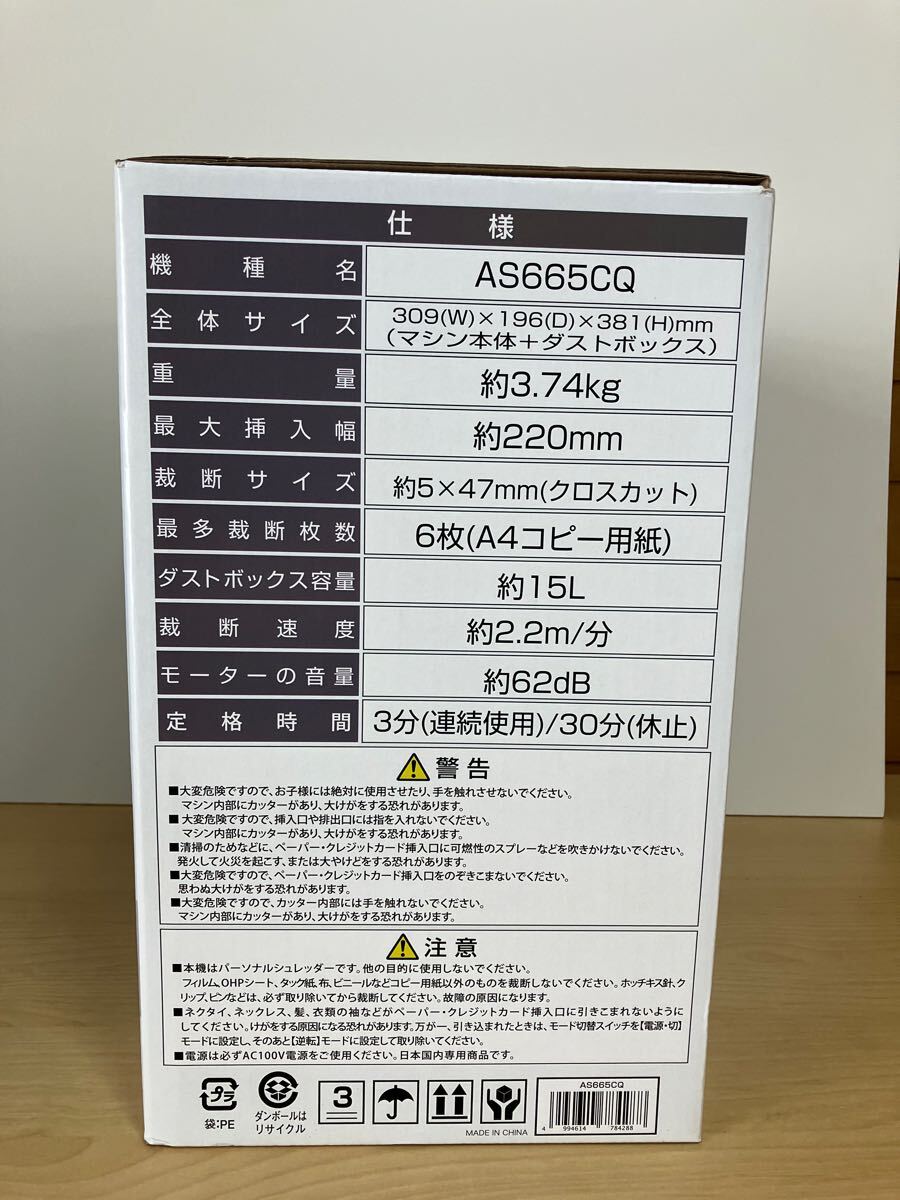 仕様
機種名 AS665CQ
全体サイズ 309(W)×196(D)×381(H)mm
(マシン本体+ダストボックス)
重量 約3.74kg
最大挿入幅 約220mm
裁断サイズ 約5×47mm(クロスカット)
最多裁断枚数 6枚(A4コピー用紙)
ダストボックス容量 約15L
裁断速度 約2.2m/分
モーターの音量 約62dB
定格時間 3分(連続使用)/30分(休止)
警告
■大変危険ですので、お子様には絶対に使用させたり、手を触れさせないでください。
マシン内部にカッターがあり、大けがをする恐れがあります。
■大変危険ですので、挿入口や排出口には指を入れないでください。
マシン内部にカッターがあり、大けがをする恐れがあります。
■清掃のためなどに、ペーパー・クレジットカード挿入口に可燃性のスプレーなどを吹きかけないでください。
発火して火災を起こす、または大やけどをする恐れがあります。
■大変危険ですので、ペーパー・クレジットカード挿入口をのぞきこまないでください。
思わぬ大けがをする恐れがあります。
■大変危険ですので、カッター内部には手を触れないでください。
マシン内部にカッターがあり、大けがをする恐れがあります。
注意
■本機はパーソナルシュレッダーです。他の目的に使用しないでください。
フィルム、OHPシート、タック紙、布、ビニールなどコピー用紙以外のものを裁断しないでください。ホッチキス針、ク
リップ、ピンなどは、必ず取り除いてから裁断してください。故障の原因になります。
■ネクタイ、ネックレス、髪、衣類の袖などがペーパー・クレジットカード挿入口に引きこまれないように
してください。けがをする原因になる恐れがあります。万が一、引き込まれたときは、モード切替スイッチを【電源・切】
モードに設定し、そのあと【逆転】モードに設定して取り除いてください。
■電源は必ずAC100V電源をご使用ください。日本国内専用商品です。
プラ
袋:PE
ダンボールは
リサイクル
3
MADE IN CHINA
AS665CQ
4 994614 784288